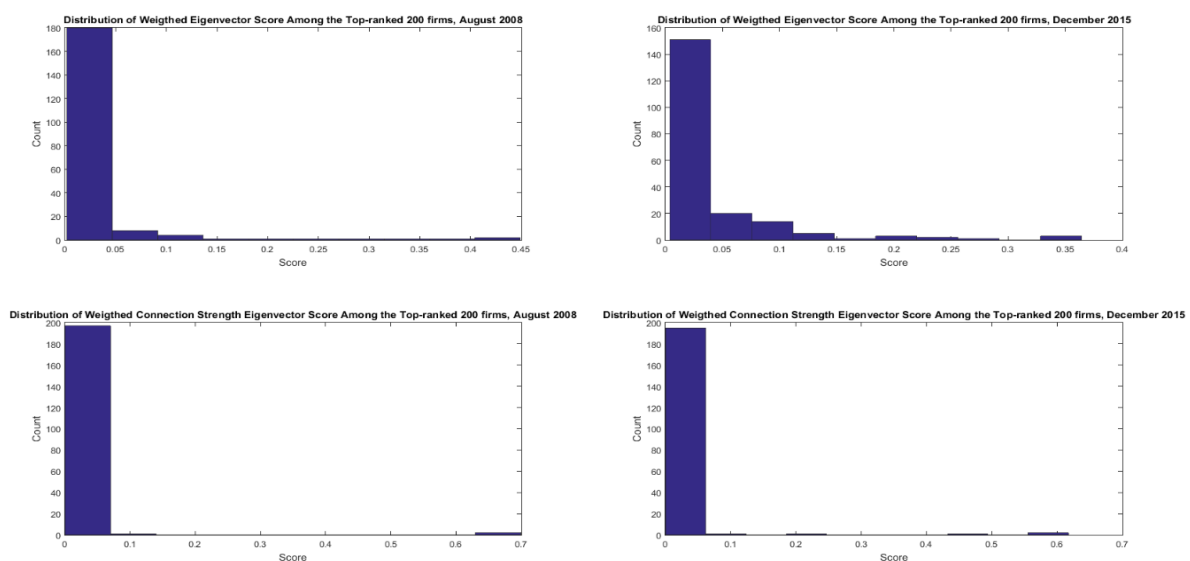 Distribution of Weigthed Eigenvector Score Among the Top-ranked 200 firms, August 2008
180
160
140
120
100
80
60
40
20
0
Count
0 0.05 0.1 0.15 0.2 0.25 0.3 0.35 0.4 0.45
Score
Distribution of Weigthed Eigenvector Score Among the Top-ranked 200 firms, December 2015
160
140
120
100
80
60
40
20
0
Count
0 0.05 0.1 0.15 0.2 0.25 0.3 0.35 0.4
Score
Distribution of Weigthed Connection Strength Eigenvector Score Among the Top-ranked 200 firms, August 2008
200
180
160
140
120
100
80
60
40
20
0
Count
0 0.1 0.2 0.3 0.4 0.5 0.6 0.7
Score
Distribution of Weigthed Connection Strength Eigenvector Score Among the Top-ranked 200 firms, December 2015
200
180
160
140
120
100
80
60
40
20
0
Count
0 0.1 0.2 0.3 0.4 0.5 0.6 0.7
Score